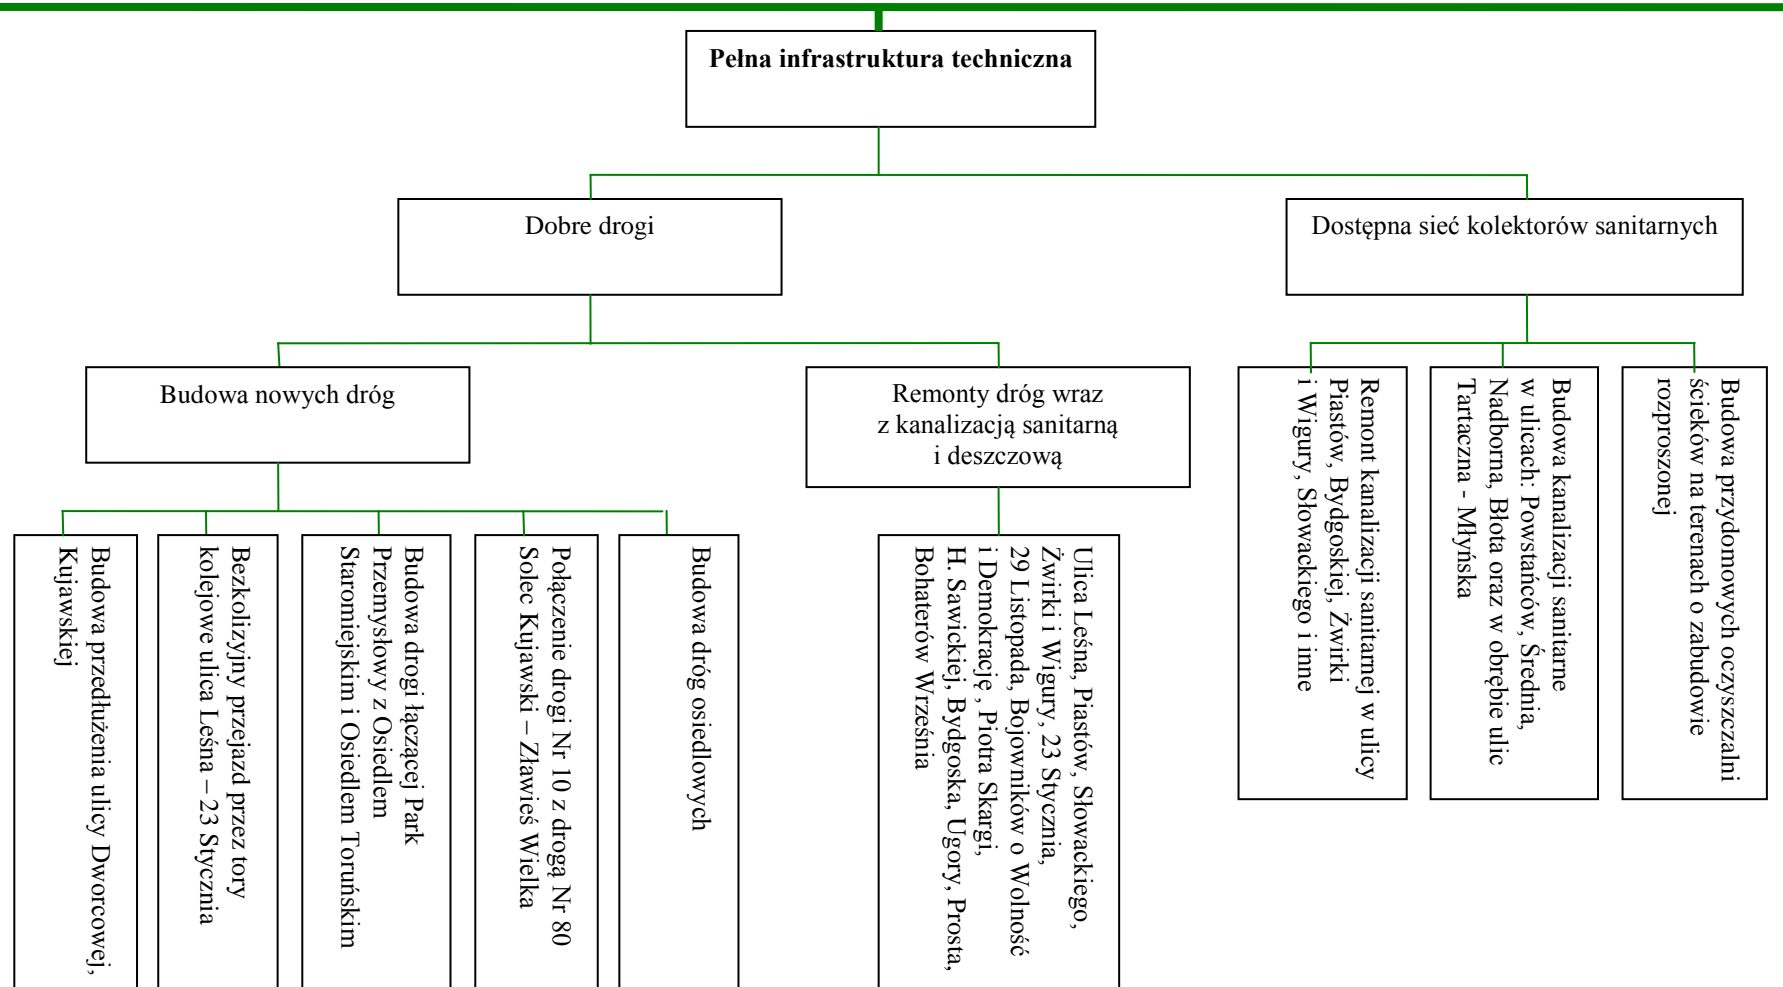 Pełna infrastruktura techniczna
Dobre drogi
Dostępna sieć kolektorów sanitarnych
Budowa nowych dróg
Remonty dróg wraz
z kanalizacją sanitarną
i deszczową
Remont kanalizacji sanitarnej w ulicy
Piastów, Bydgoskiej, Żwirki
i Wigury, Słowackiego i inne
Budowa kanalizacji sanitarne
w ulicach: Powstańców, Średnia,
Nadborna, Błota oraz w obrębie ulic
Tartaczna - Młyńska
Budowa przydomowych oczyszczalni
ścieków na terenach o zabudowie
rozproszonej
Budowa przedłużenia ulicy Dworcowej,
Kujawskiej
Bezkolizyjny przejazd przez tory
kolejowe ulica Leśna – 23 Stycznia
Budowa drogi łączącej Park
Przemysłowy z Osiedlem
Staromiejskim i Osiedlem Toruńskim
Połączenie drogi Nr 10 z drogą Nr 80
Solec Kujawski – Zławieś Wielka
Budowa dróg osiedlowych
Ulica Leśna, Piastów, Słowackiego,
Żwirki i Wigury, 23 Stycznia,
29 Listopada, Bojowników o Wolność
i Demokrację , Piotra Skargi,
H. Sawickiej, Bydgoska, Ugory, Prosta,
Bohaterów Września